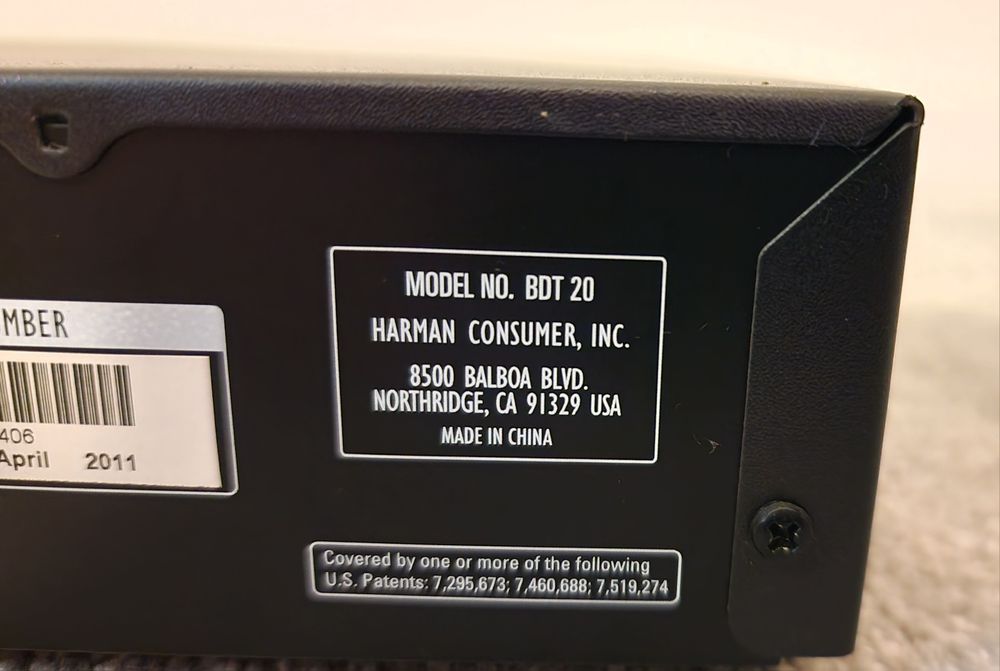 MODEL NO. BDT 20
HARMAN CONSUMER, INC.
8500 BALBOA BLVD.
NORTHRIDGE, CA 91329 USA
MADE IN CHINA
MBER
406
April 2011
Covered by one or more of the following
U.S. Patents: 7,295,673; 7,460,688; 7,519,274